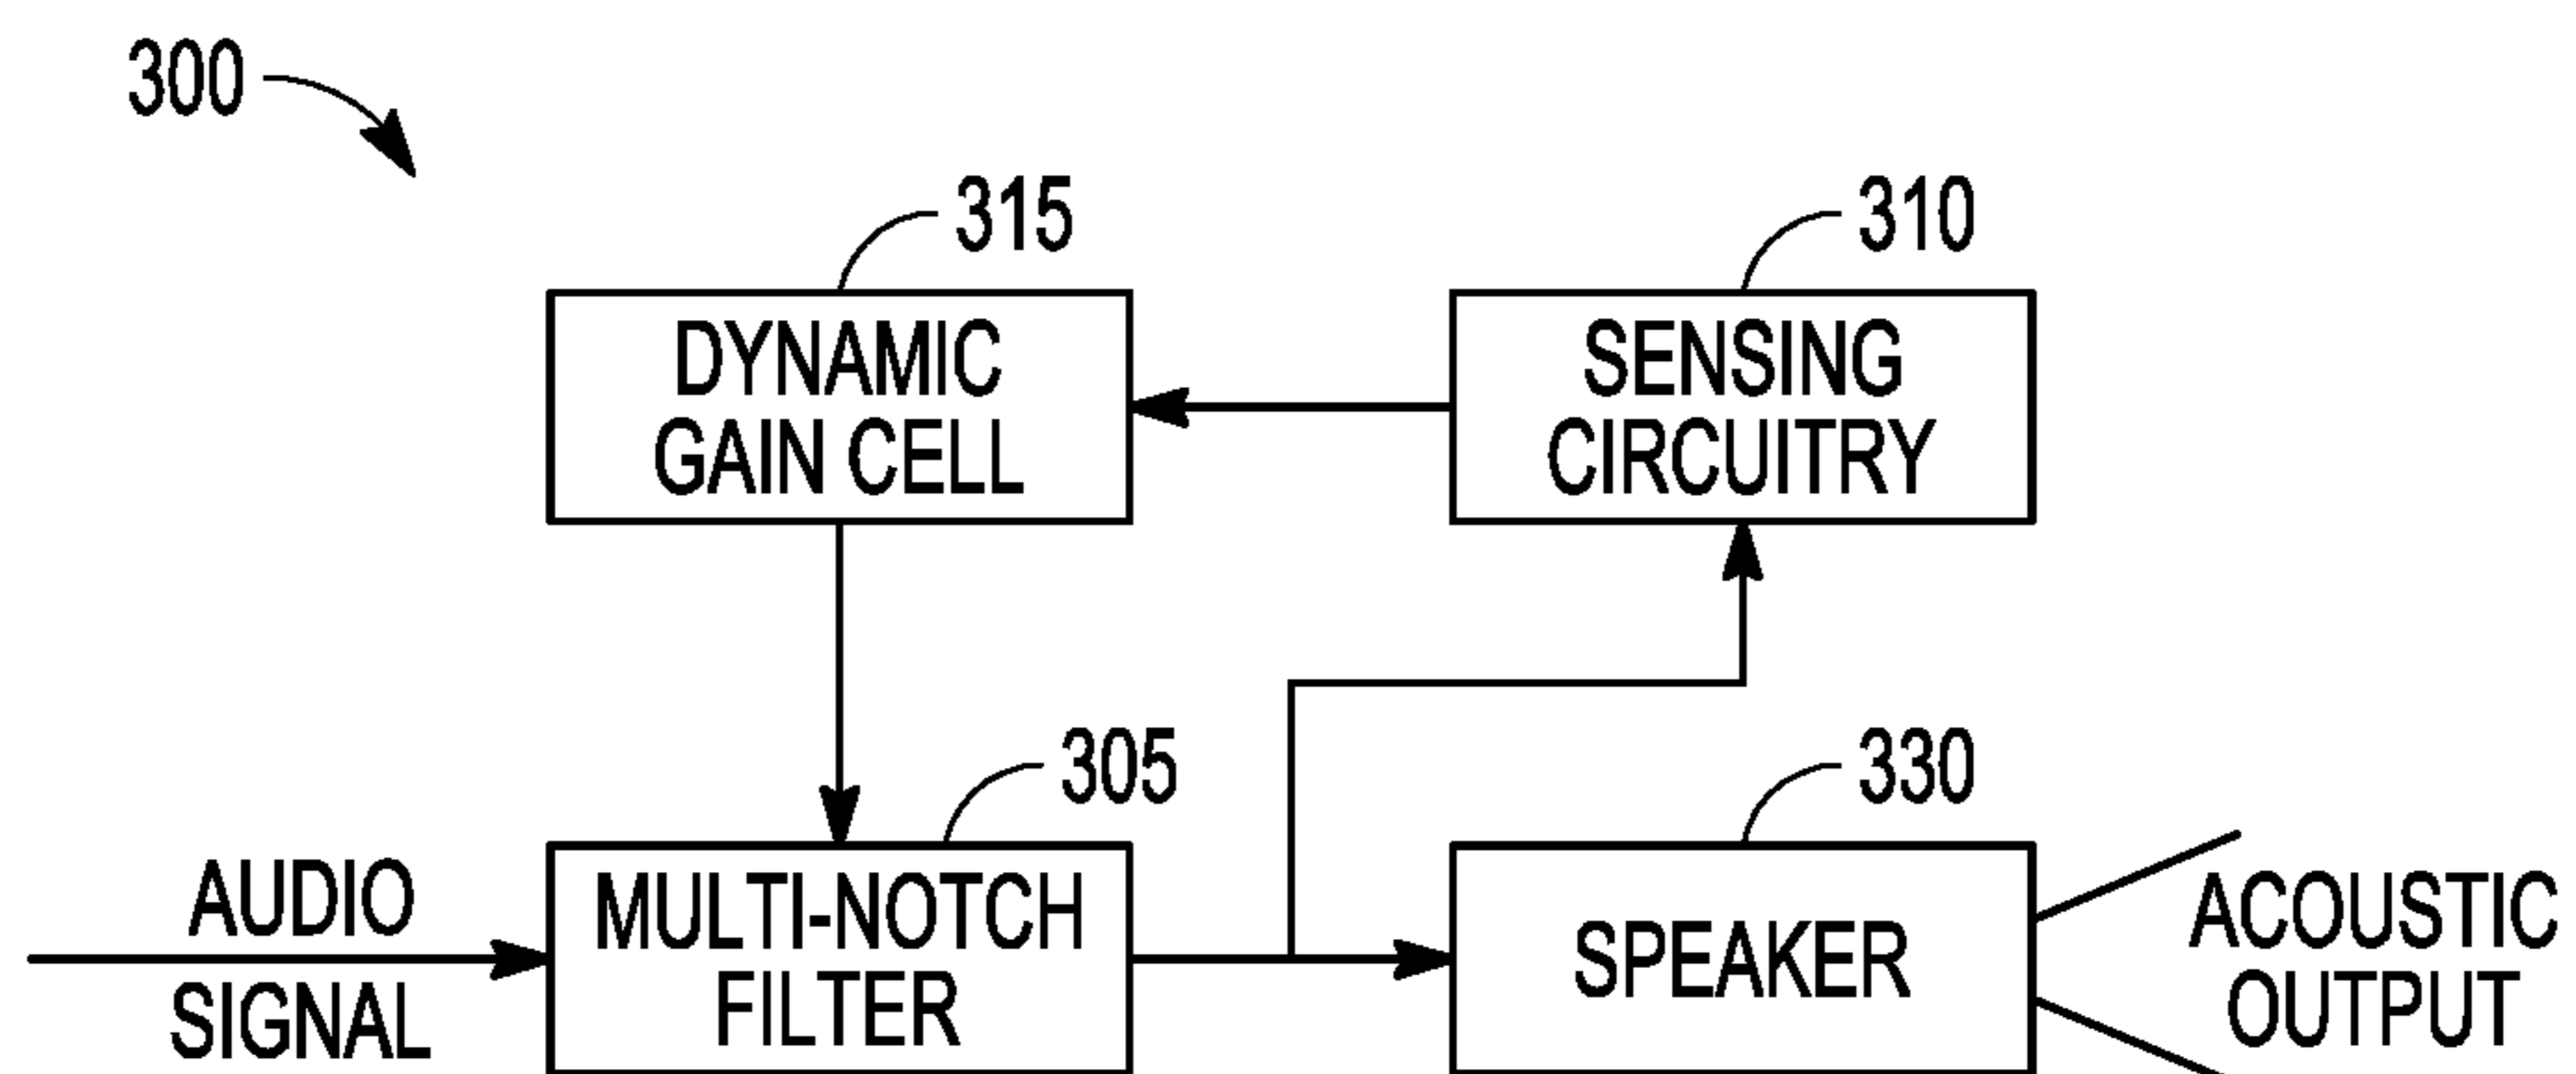 300
315
310
DYNAMIC
GAIN CELL
SENSING
CIRCUITRY
305
330
AUDIO
SIGNAL
MULTI-NOTCH
FILTER
SPEAKER
ACOUSTIC
OUTPUT